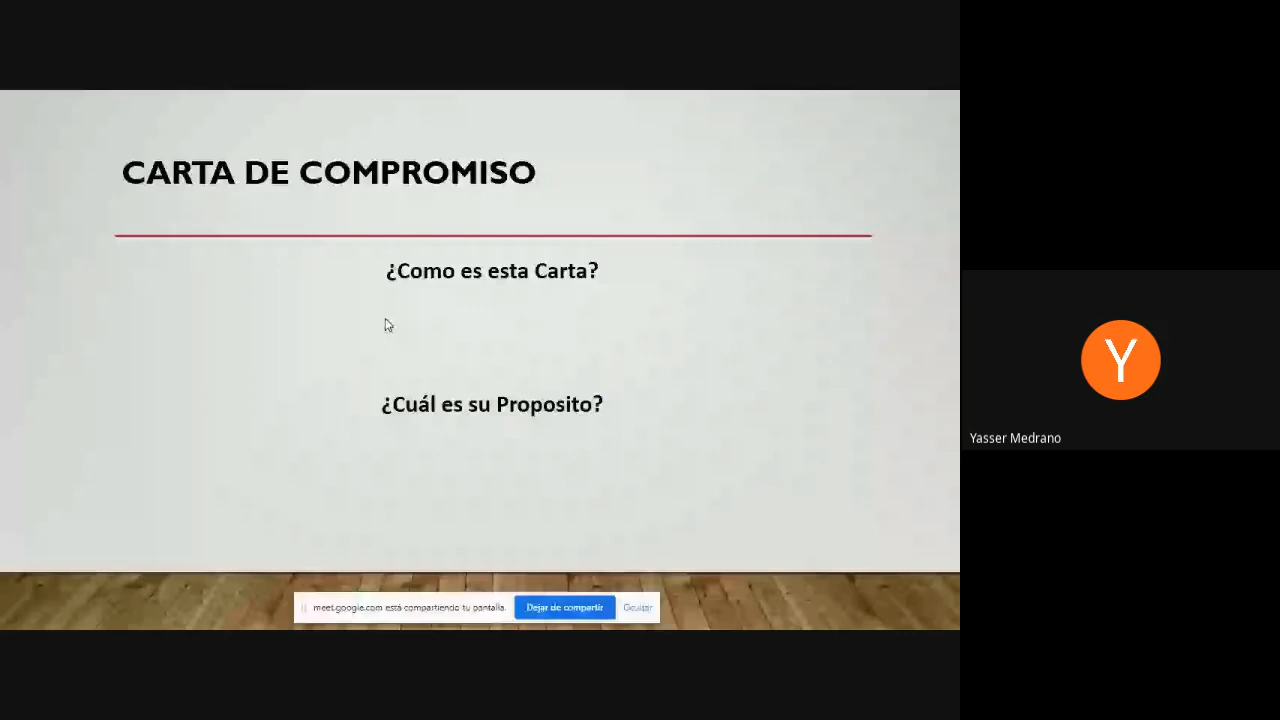 CARTA DE COMPROMISO
¿Como es esta Carta?
¿Cuál es su Proposito?
meet.google.com está compartiendo tu pantalla.
Dejar de compartir
Ocultar
Y
Yasser Medrano